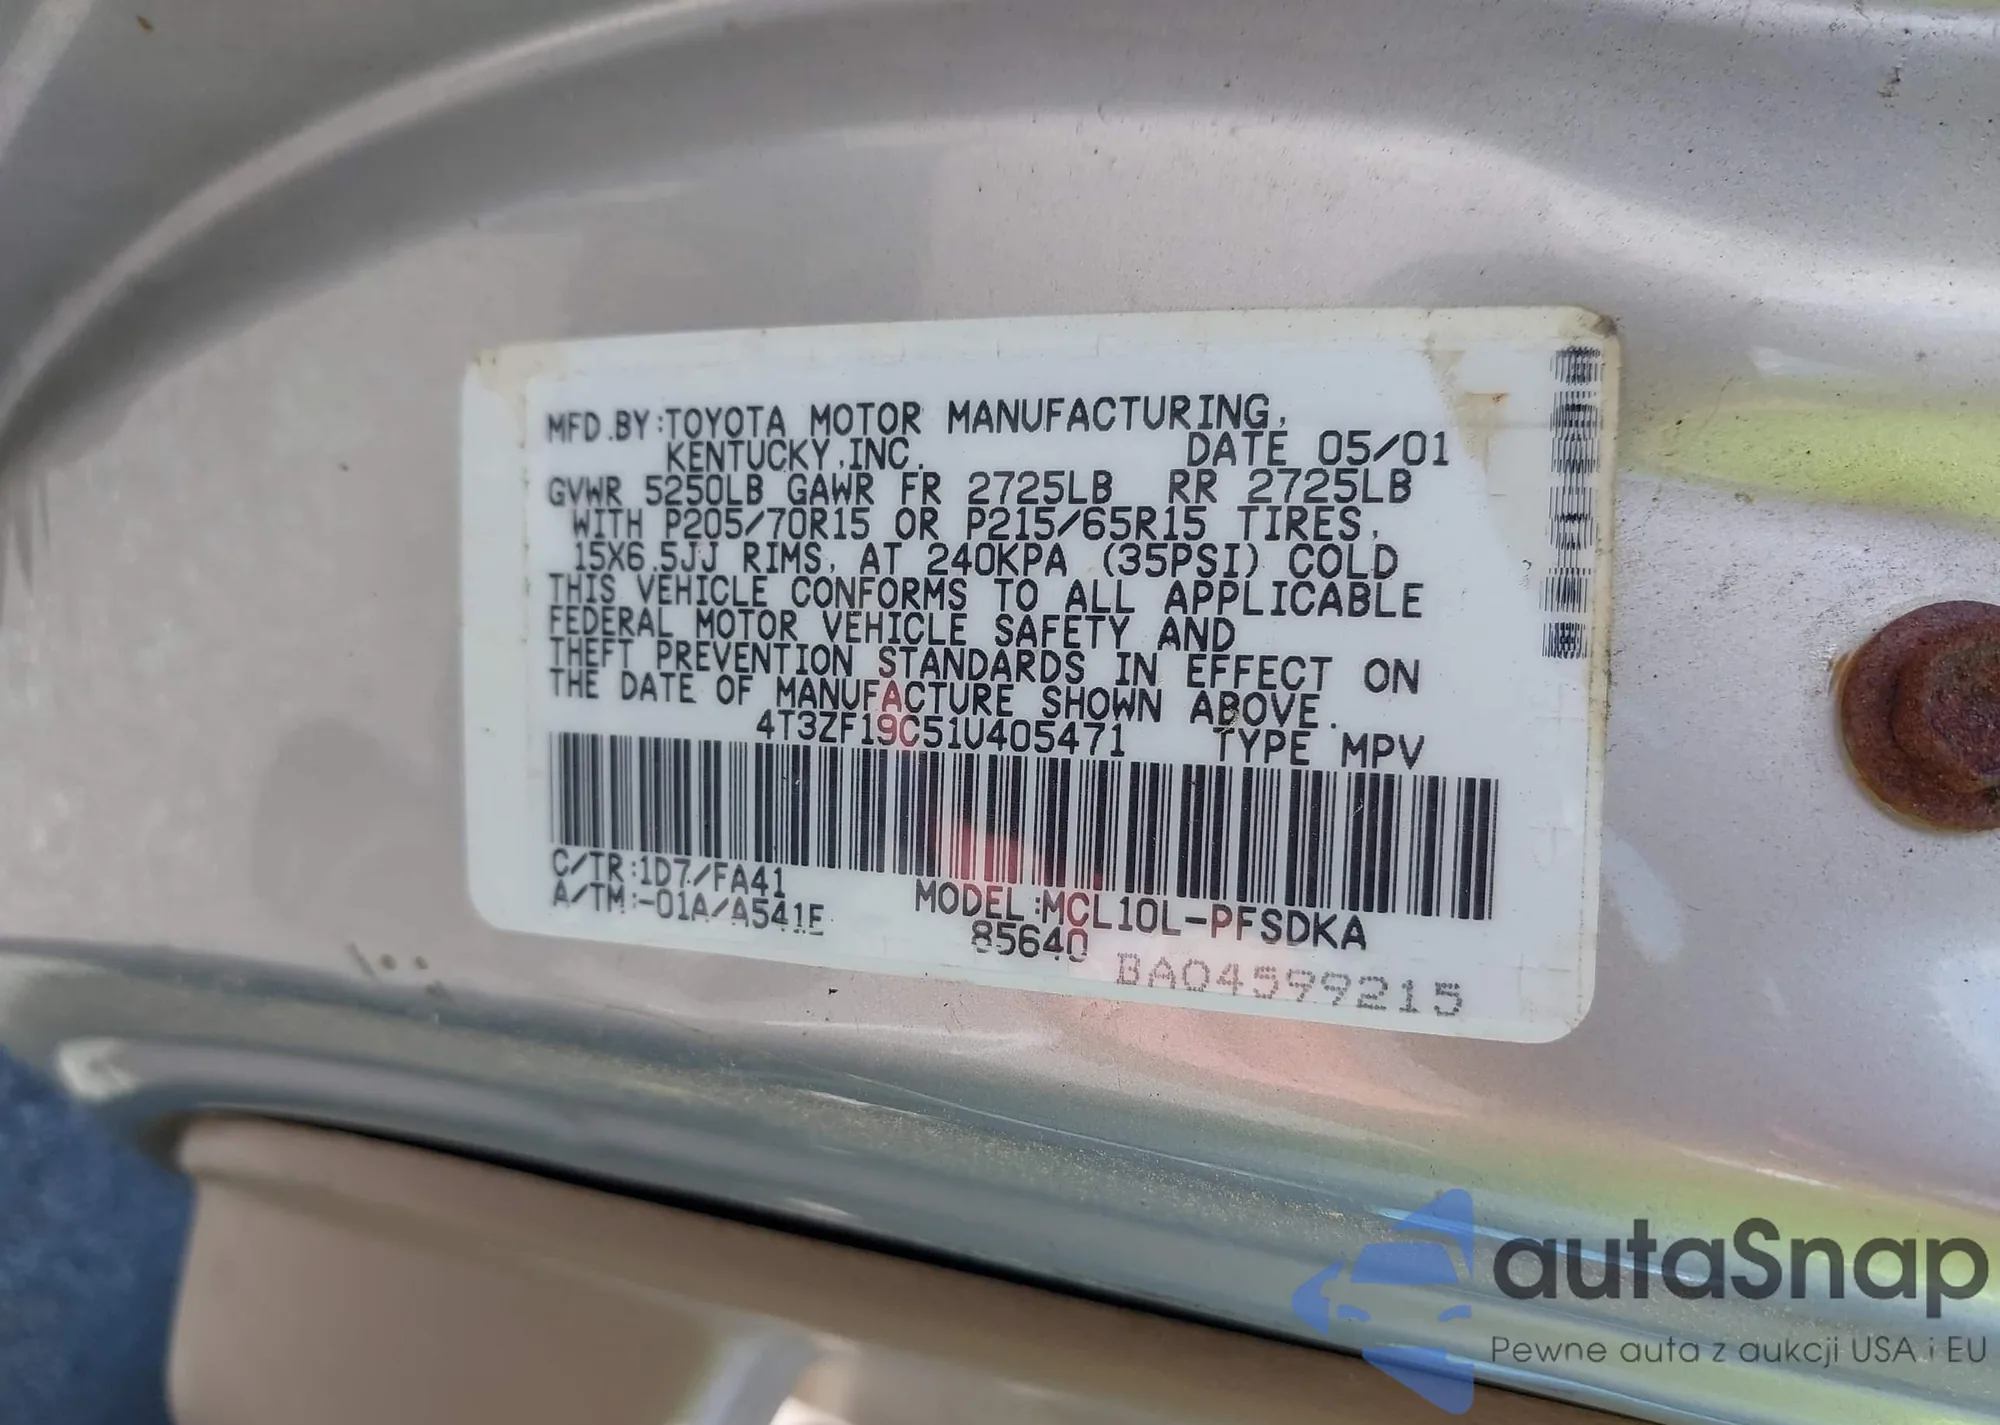 MFD.BY:TOYOTA MOTOR MANUFACTURING,
KENTUCKY,INC. DATE 05/01
GVWR 5250LB GAWR FR 2725LB RR 2725LB
WITH P205/70R15 OR P215/65R15 TIRES,
15X6.5JJ RIMS, AT 240KPA (35PSI) COLD
THIS VEHICLE CONFORMS TO ALL APPLICABLE
FEDERAL MOTOR VEHICLE SAFETY AND
THEFT PREVENTION STANDARDS IN EFFECT ON
THE DATE OF MANUFACTURE SHOWN ABOVE.
4T3ZF19C51U405471 TYPE MPV
C/TR:1D7/FA41
A/TM:-01A/A541E
MODEL:MCL10L-PFSDKA
85640
BA04599215
autaSnap
Pewne auta z aukcji USA i EU